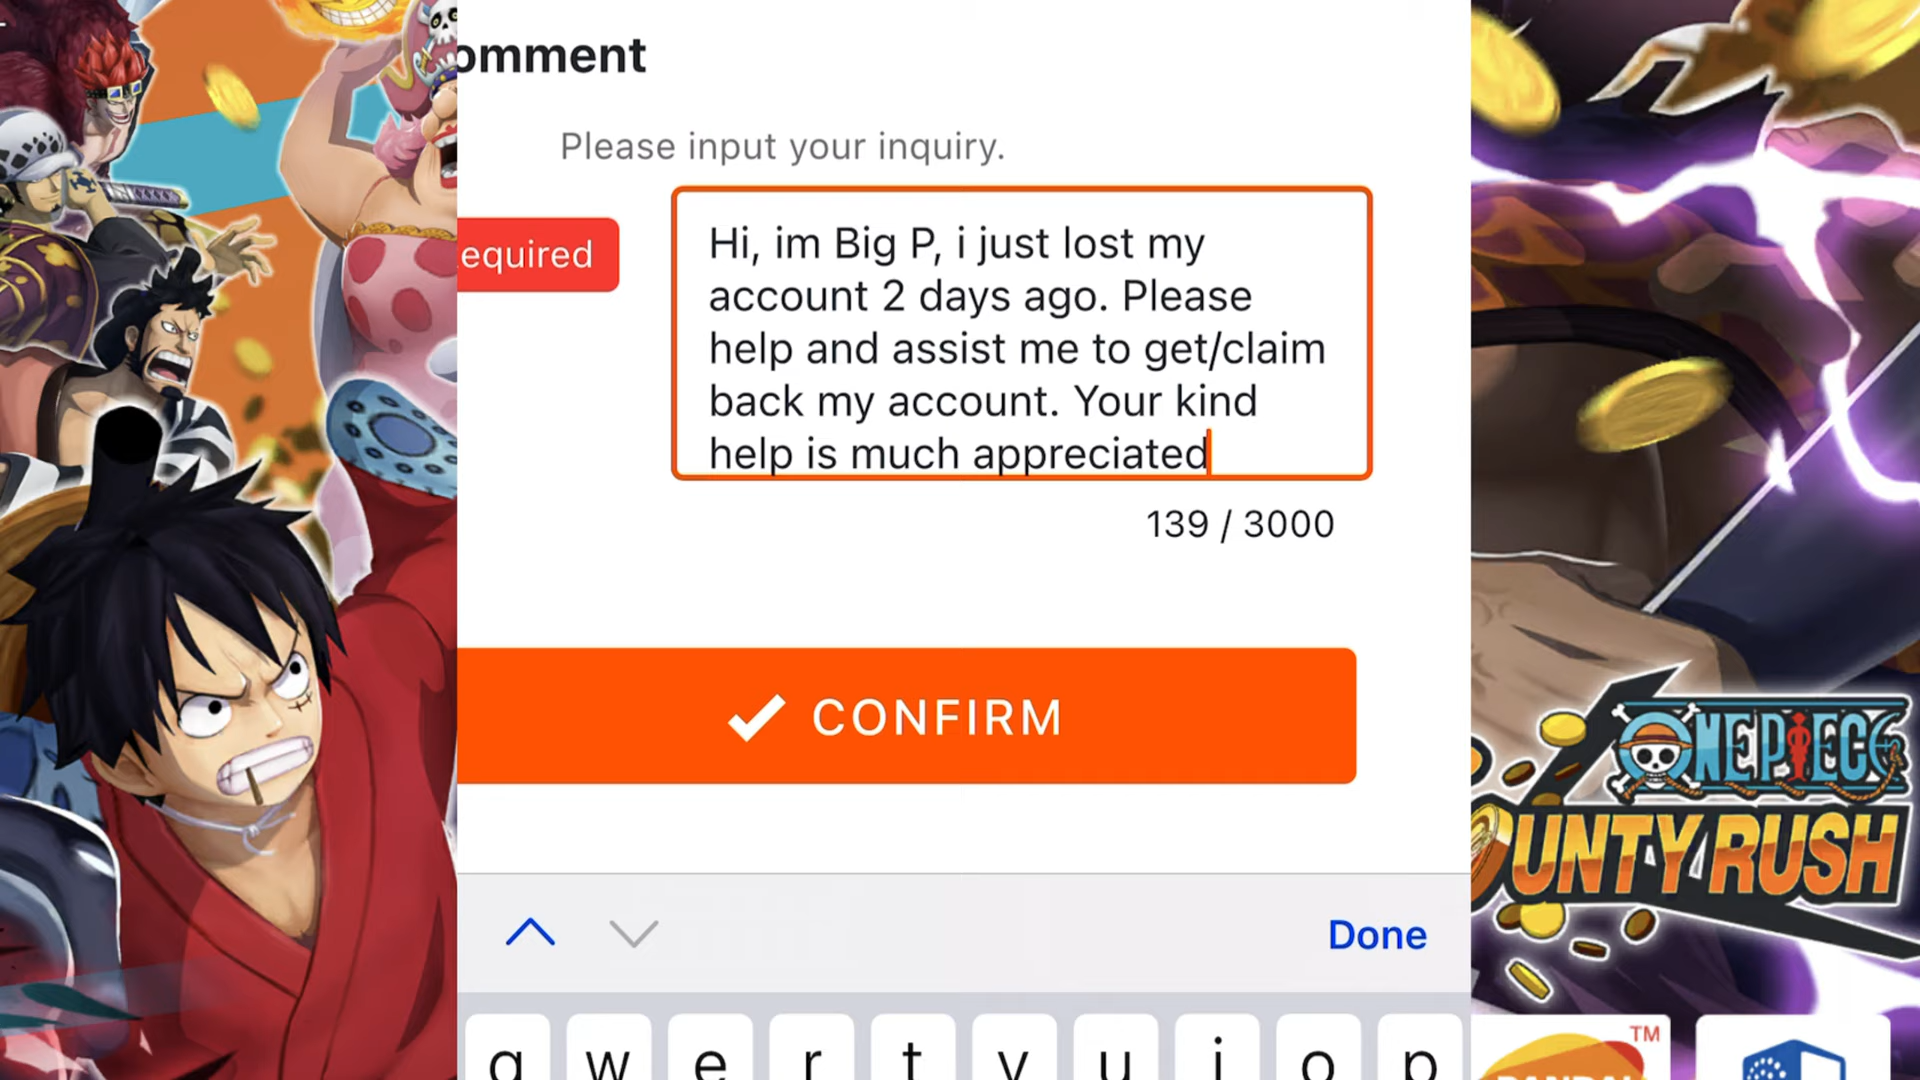 omment
Please input your inquiry.
equired
Hi, im Big P, i just lost my
account 2 days ago. Please
help and assist me to get/claim
back my account. Your kind
help is much appreciated
139 / 3000
CONFIRM
Done
q w e r t y u i o p
ONE PIECE
OUNTY RUSH
TM
BANDAI